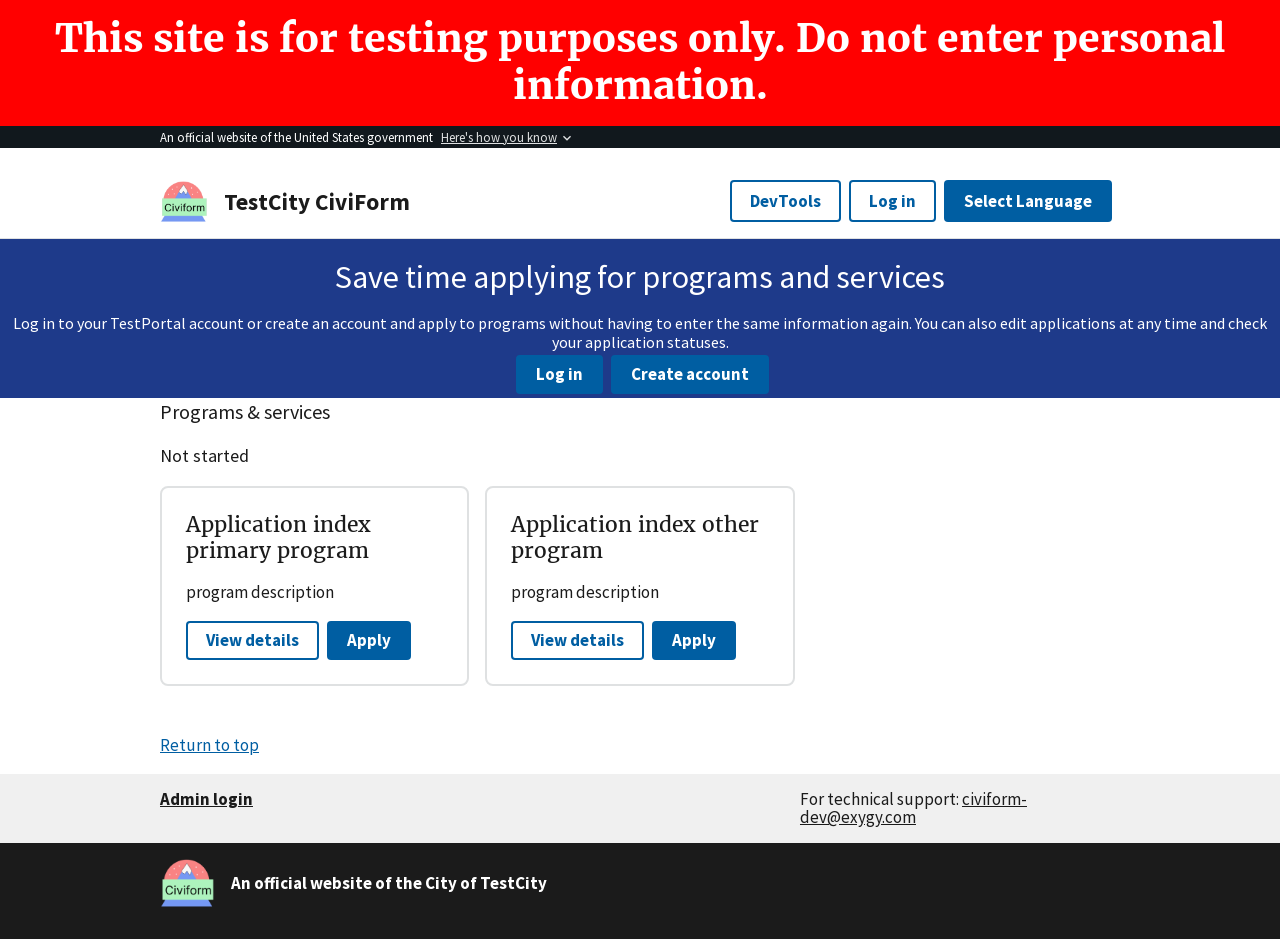 This site is for testing purposes only. Do not enter personal
information.
An official website of the United States government Here's how you know
Civiform
TestCity CiviForm
DevTools
Log in
Select Language
Save time applying for programs and services
Log in to your TestPortal account or create an account and apply to programs without having to enter the same information again. You can also edit applications at any time and check
your application statuses.
Log in
Create account
Programs & services
Not started
Application index
primary program
program description
View details
Apply
Application index other
program
program description
View details
Apply
Return to top
Admin login
For technical support: civiform-
dev@exygy.com
Civiform
An official website of the City of TestCity